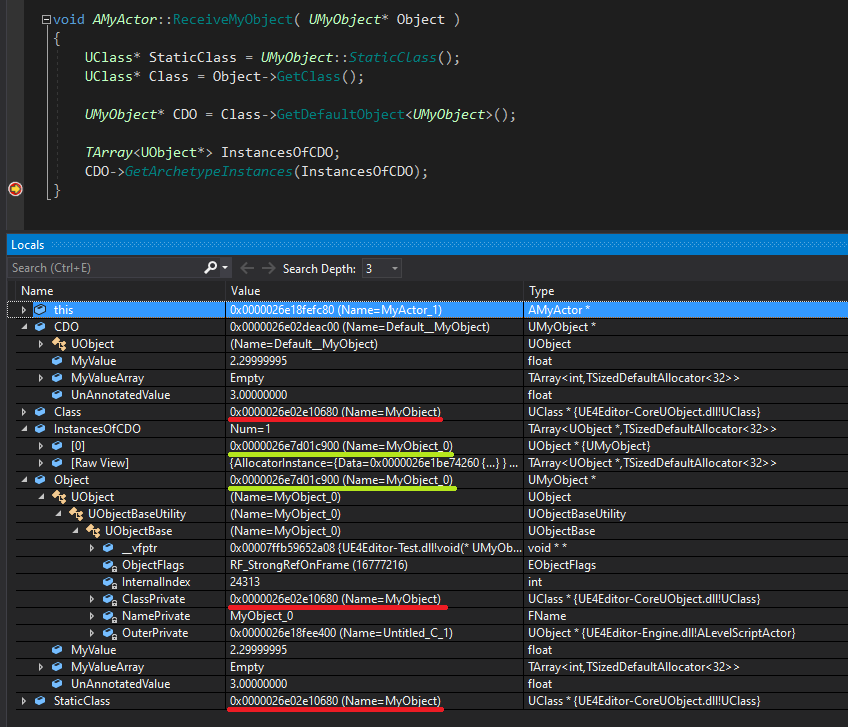 void AMyActor::ReceiveMyObject( UMyObject* Object )
{
UClass* StaticClass = UMyObject::StaticClass();
UClass* Class = Object->GetClass();
UMyObject* CDO = Class->GetDefaultObject<UMyObject>();
TArray<UObject*> InstancesOfCDO;
CDO->GetArchetypeInstances(InstancesOfCDO);
}
Locals
Search (Ctrl+E) Search Depth: 3
Name Value Type
this 0x0000026e18fefc80 (Name=MyActor_1) AMyActor *
CDO 0x0000026e02deac00 (Name=Default__MyObject) UMyObject *
UObject (Name=Default__MyObject) UObject
MyValue 2.29999995 float
MyValueArray Empty TArray<int,TSizedDefaultAllocator<32>>
UnAnnotatedValue 3.00000000 float
Class 0x0000026e02e10680 (Name=MyObject) UClass * {UE4Editor-CoreUObject.dll!UClass}
InstancesOfCDO Num=1 TArray<UObject *,TSizedDefaultAllocator<32>>
[0] 0x0000026e7d01c900 (Name=MyObject_0) UObject * {UMyObject}
[Raw View] {AllocatorInstance={Data=0x0000026e1be74260 {...} } ... TArray<UObject *,TSizedDefaultAllocator<32>>
Object 0x0000026e7d01c900 (Name=MyObject_0) UMyObject *
UObject (Name=MyObject_0) UObject
UObjectBaseUtility (Name=MyObject_0) UObjectBaseUtility
UObjectBase (Name=MyObject_0) UObjectBase
__vfptr 0x00007ffb59652a08 {UE4Editor-Test.dll!void(* UMyOb... void * *
ObjectFlags RF_StrongRefOnFrame (16777216) EObjectFlags
InternalIndex 24313 int
ClassPrivate 0x0000026e02e10680 (Name=MyObject) UClass * {UE4Editor-CoreUObject.dll!UClass}
NamePrivate MyObject_0 FName
OuterPrivate 0x0000026e18fee400 (Name=Untitled_C_1) UObject * {UE4Editor-Engine.dll!ALevelScriptActor}
MyValue 2.29999995 float
MyValueArray Empty TArray<int,TSizedDefaultAllocator<32>>
UnAnnotatedValue 3.00000000 float
StaticClass 0x0000026e02e10680 (Name=MyObject) UClass * {UE4Editor-CoreUObject.dll!UClass}